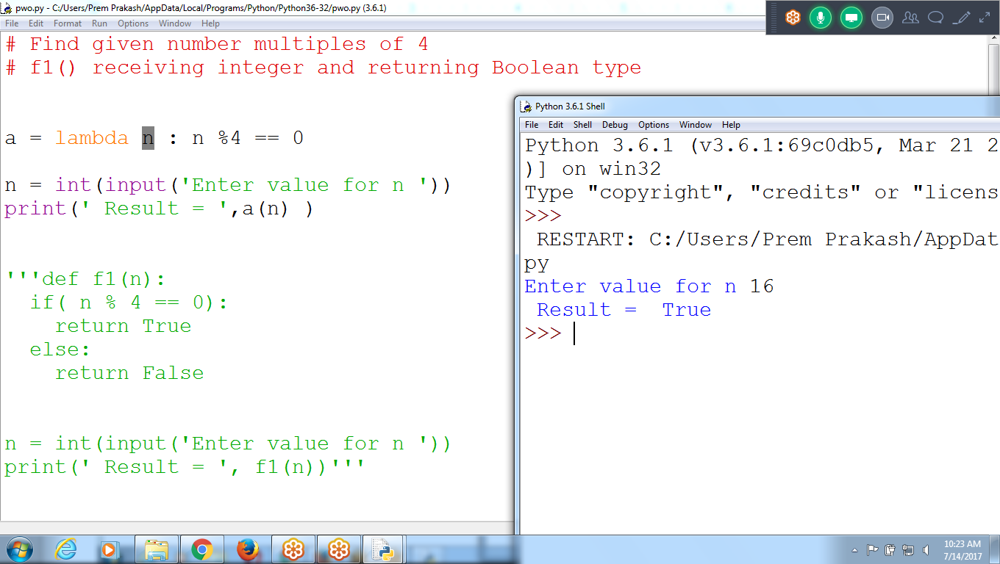 pwo.py - C:/Users/Prem Prakash/AppData/Local/Programs/Python/Python36-32/pwo.py (3.6.1)
File Edit Format Run Options Window Help
# Find given number multiples of 4
# f1() receiving integer and returning Boolean type
a = lambda n : n %4 == 0
n = int(input('Enter value for n '))
print(' Result = ',a(n) )
'''def f1(n):
if( n % 4 == 0):
return True
else:
return False
n = int(input('Enter value for n '))
print(' Result = ', f1(n))'''
Python 3.6.1 Shell
File Edit Shell Debug Options Window Help
Python 3.6.1 (v3.6.1:69c0db5, Mar 21 2
)] on win32
Type "copyright", "credits" or "licens
>>>
RESTART: C:/Users/Prem Prakash/AppDat
py
Enter value for n 16
Result =  True
>>>
10:23 AM
7/14/2017